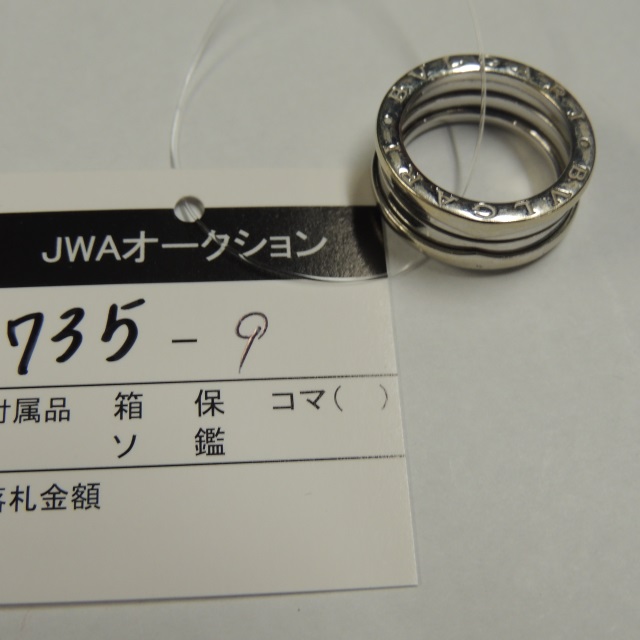 JWAオークション
735-9
付属品 箱 保 コマ( )
ソ 鑑
落札金額
BVLGARI BVLGARI